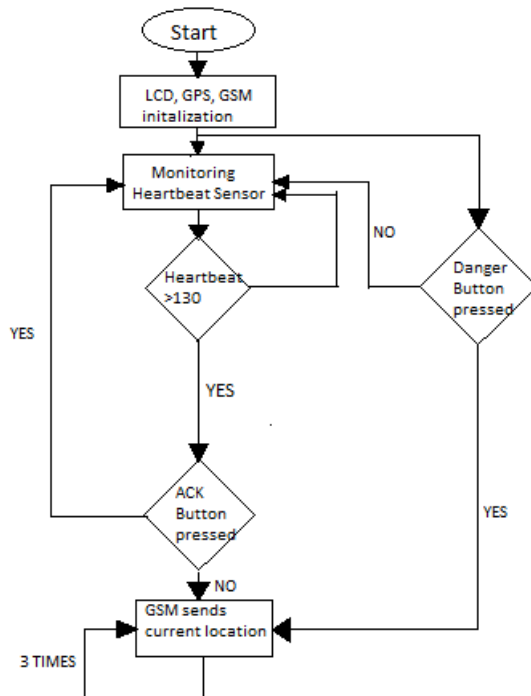 Start
LCD, GPS, GSM
initalization
Monitoring
Heartbeat Sensor
NO
Heartbeat
>130
Danger
Button
pressed
YES
YES
ACK
Button
pressed
YES
NO
GSM sends
current location
3 TIMES